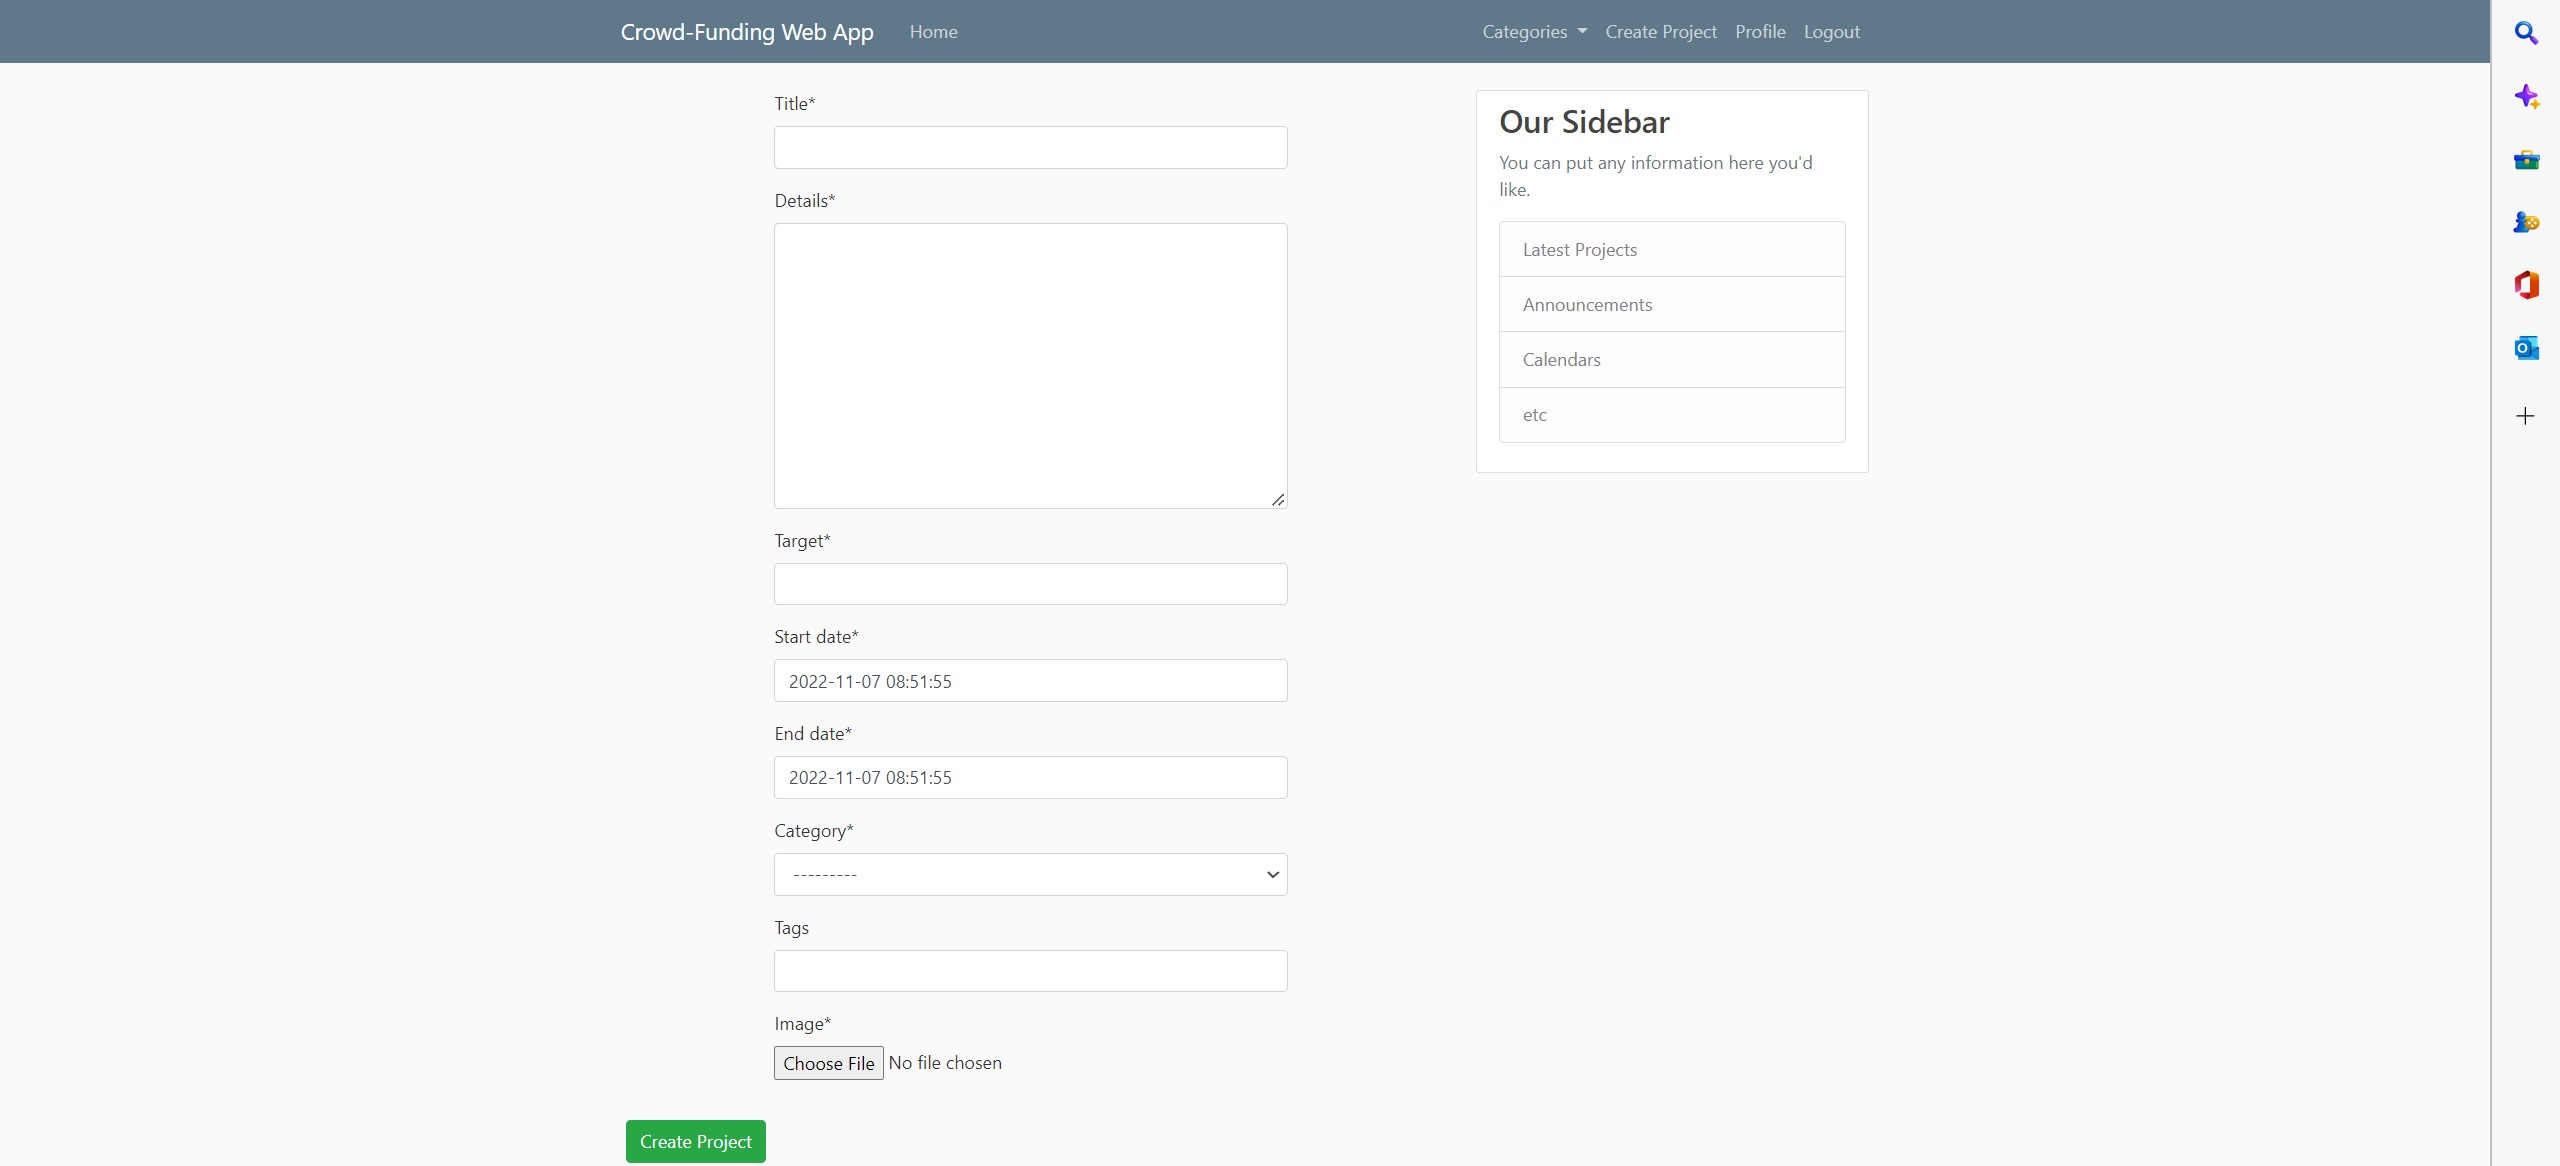 Crowd-Funding Web App Home Categories Create Project Profile Logout
Title*
Details*
Target*
Start date*
2022-11-07 08:51:55
End date*
2022-11-07 08:51:55
Category*
---------
Tags
Image*
Choose File No file chosen
Create Project
Our Sidebar
You can put any information here you'd
like.
Latest Projects
Announcements
Calendars
etc